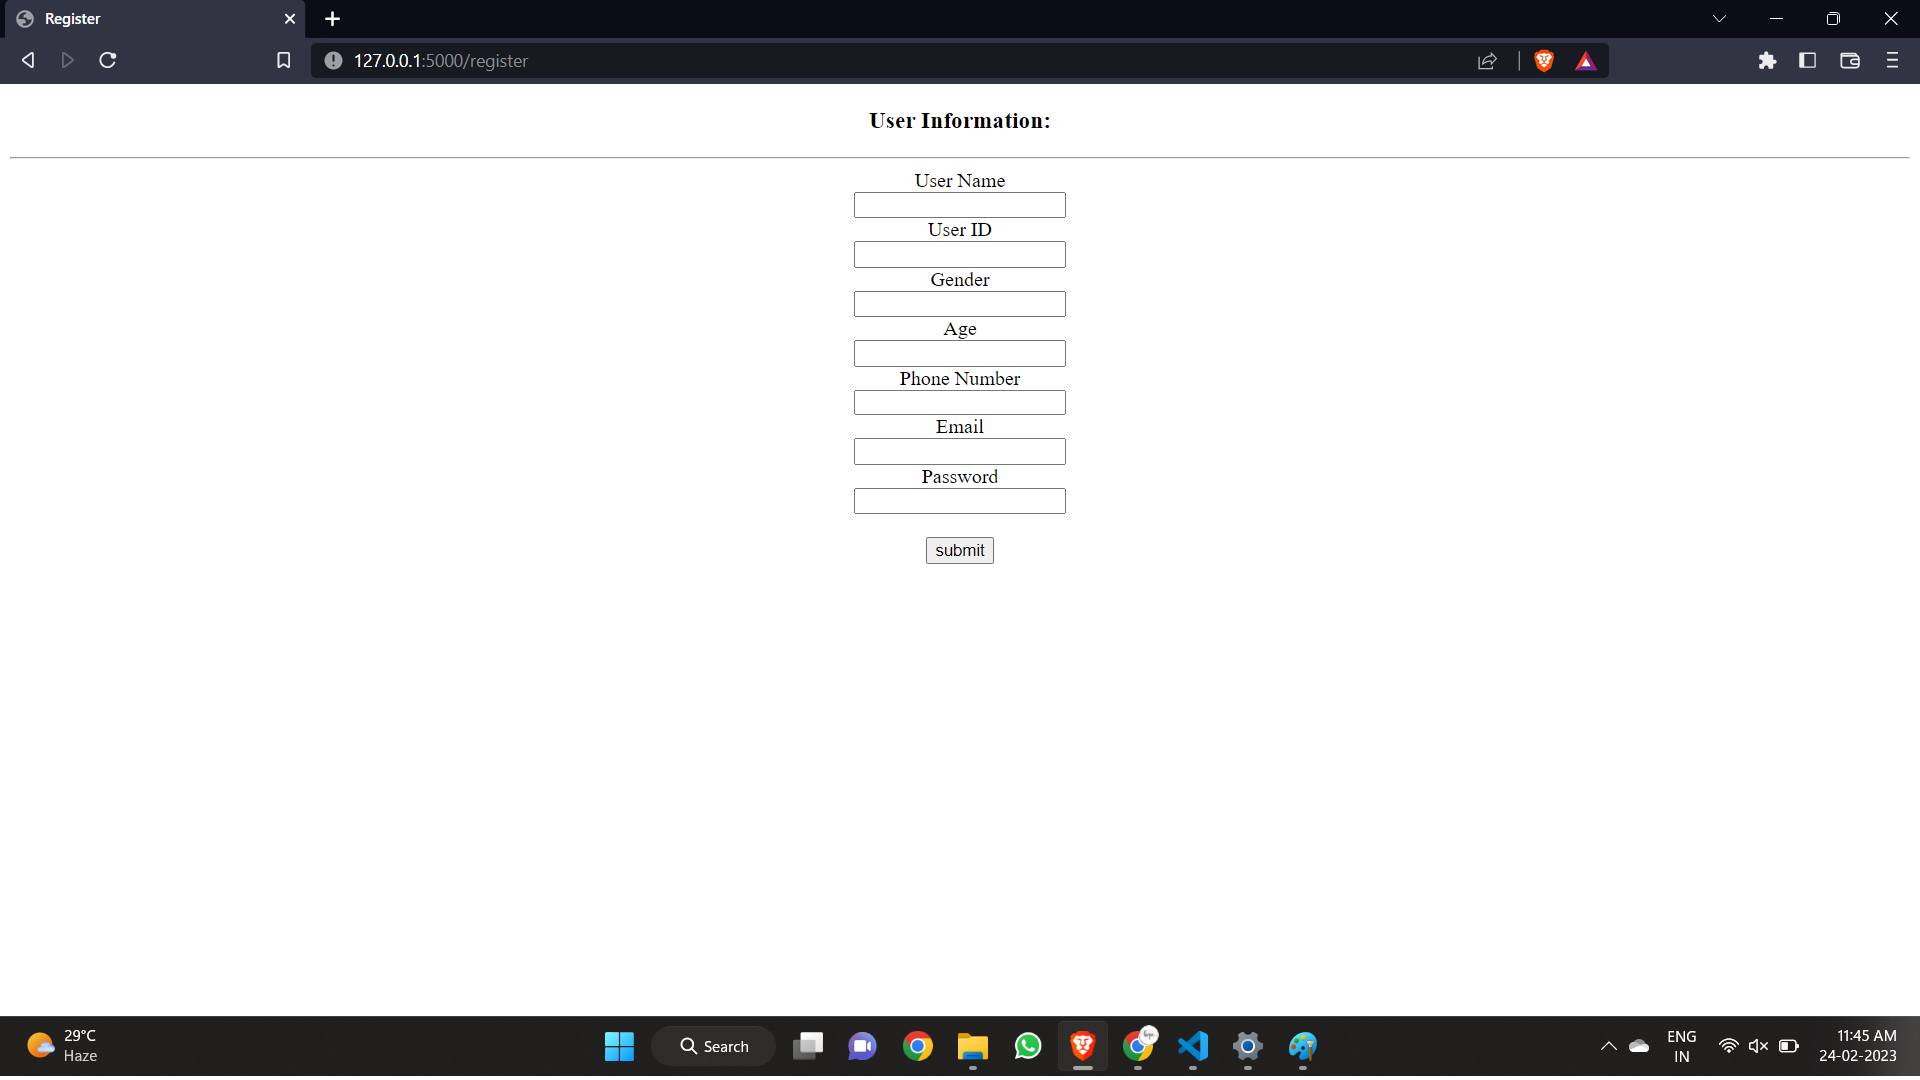 Register
127.0.0.1:5000/register
User Information:
User Name
User ID
Gender
Age
Phone Number
Email
Password
submit
29°C
Haze
Search
ENG
IN
11:45 AM
24-02-2023